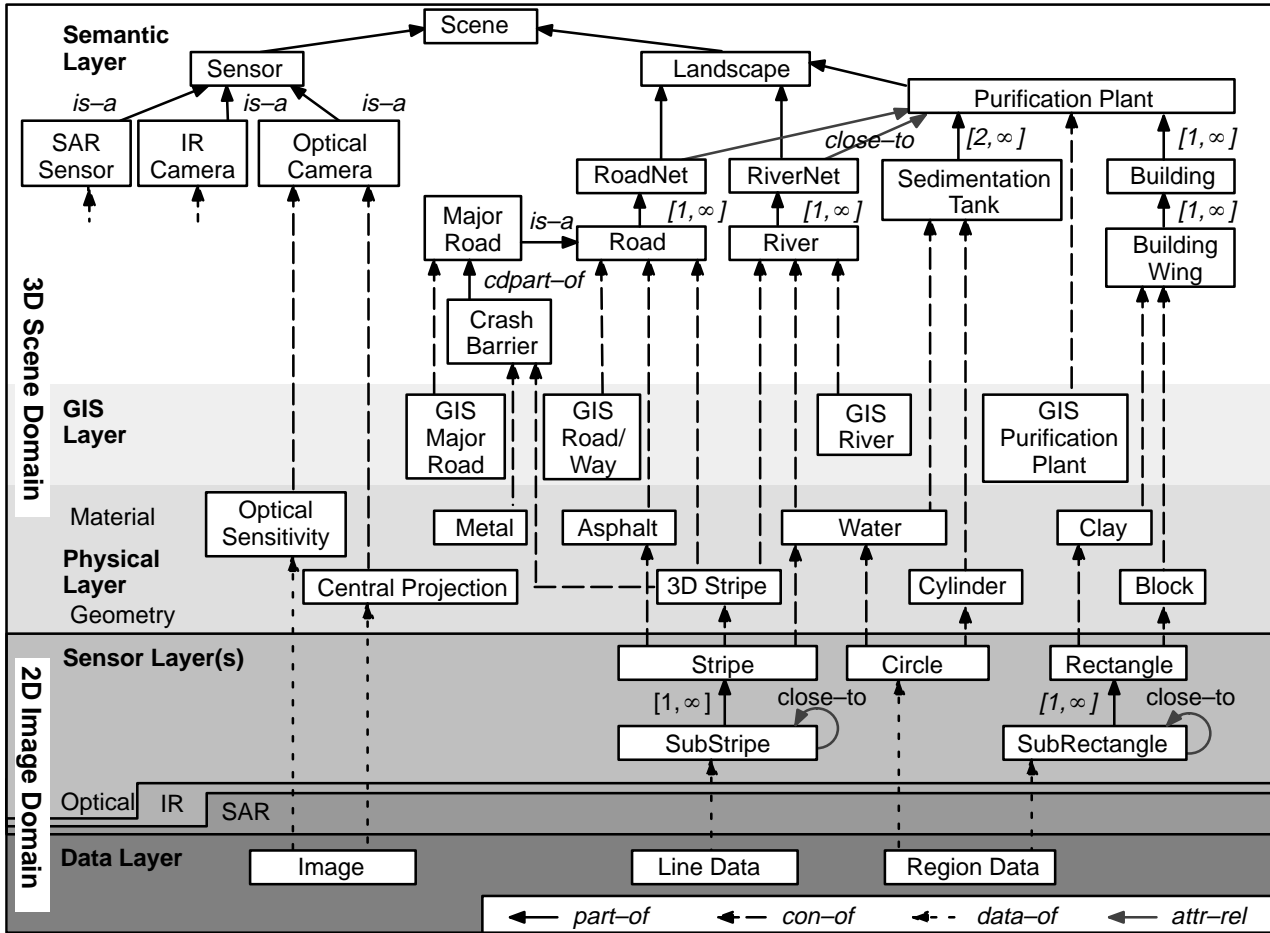 Semantic
Layer
Scene
Sensor
Landscape
is–a
is–a
is–a
Purification Plant
SAR
Sensor
IR
Camera
Optical
Camera
close–to
[2, ∞]
[1, ∞]
RoadNet
RiverNet
Sedimentation
Tank
Building
Major
Road
is–a
[1, ∞]
[1, ∞]
[1, ∞]
Road
River
Building
Wing
cdpart–of
Crash
Barrier
3D Scene Domain
GIS
Layer
GIS
Major
Road
GIS
Road/
Way
GIS
River
GIS
Purification
Plant
Material
Optical
Sensitivity
Metal
Asphalt
Water
Clay
Physical
Layer
Central Projection
3D Stripe
Cylinder
Block
Geometry
2D Image Domain
Sensor Layer(s)
Stripe
Circle
Rectangle
[1, ∞]
close–to
[1, ∞]
close–to
SubStripe
SubRectangle
Optical
IR
SAR
Data Layer
Image
Line Data
Region Data
part–of
con–of
data–of
attr–rel